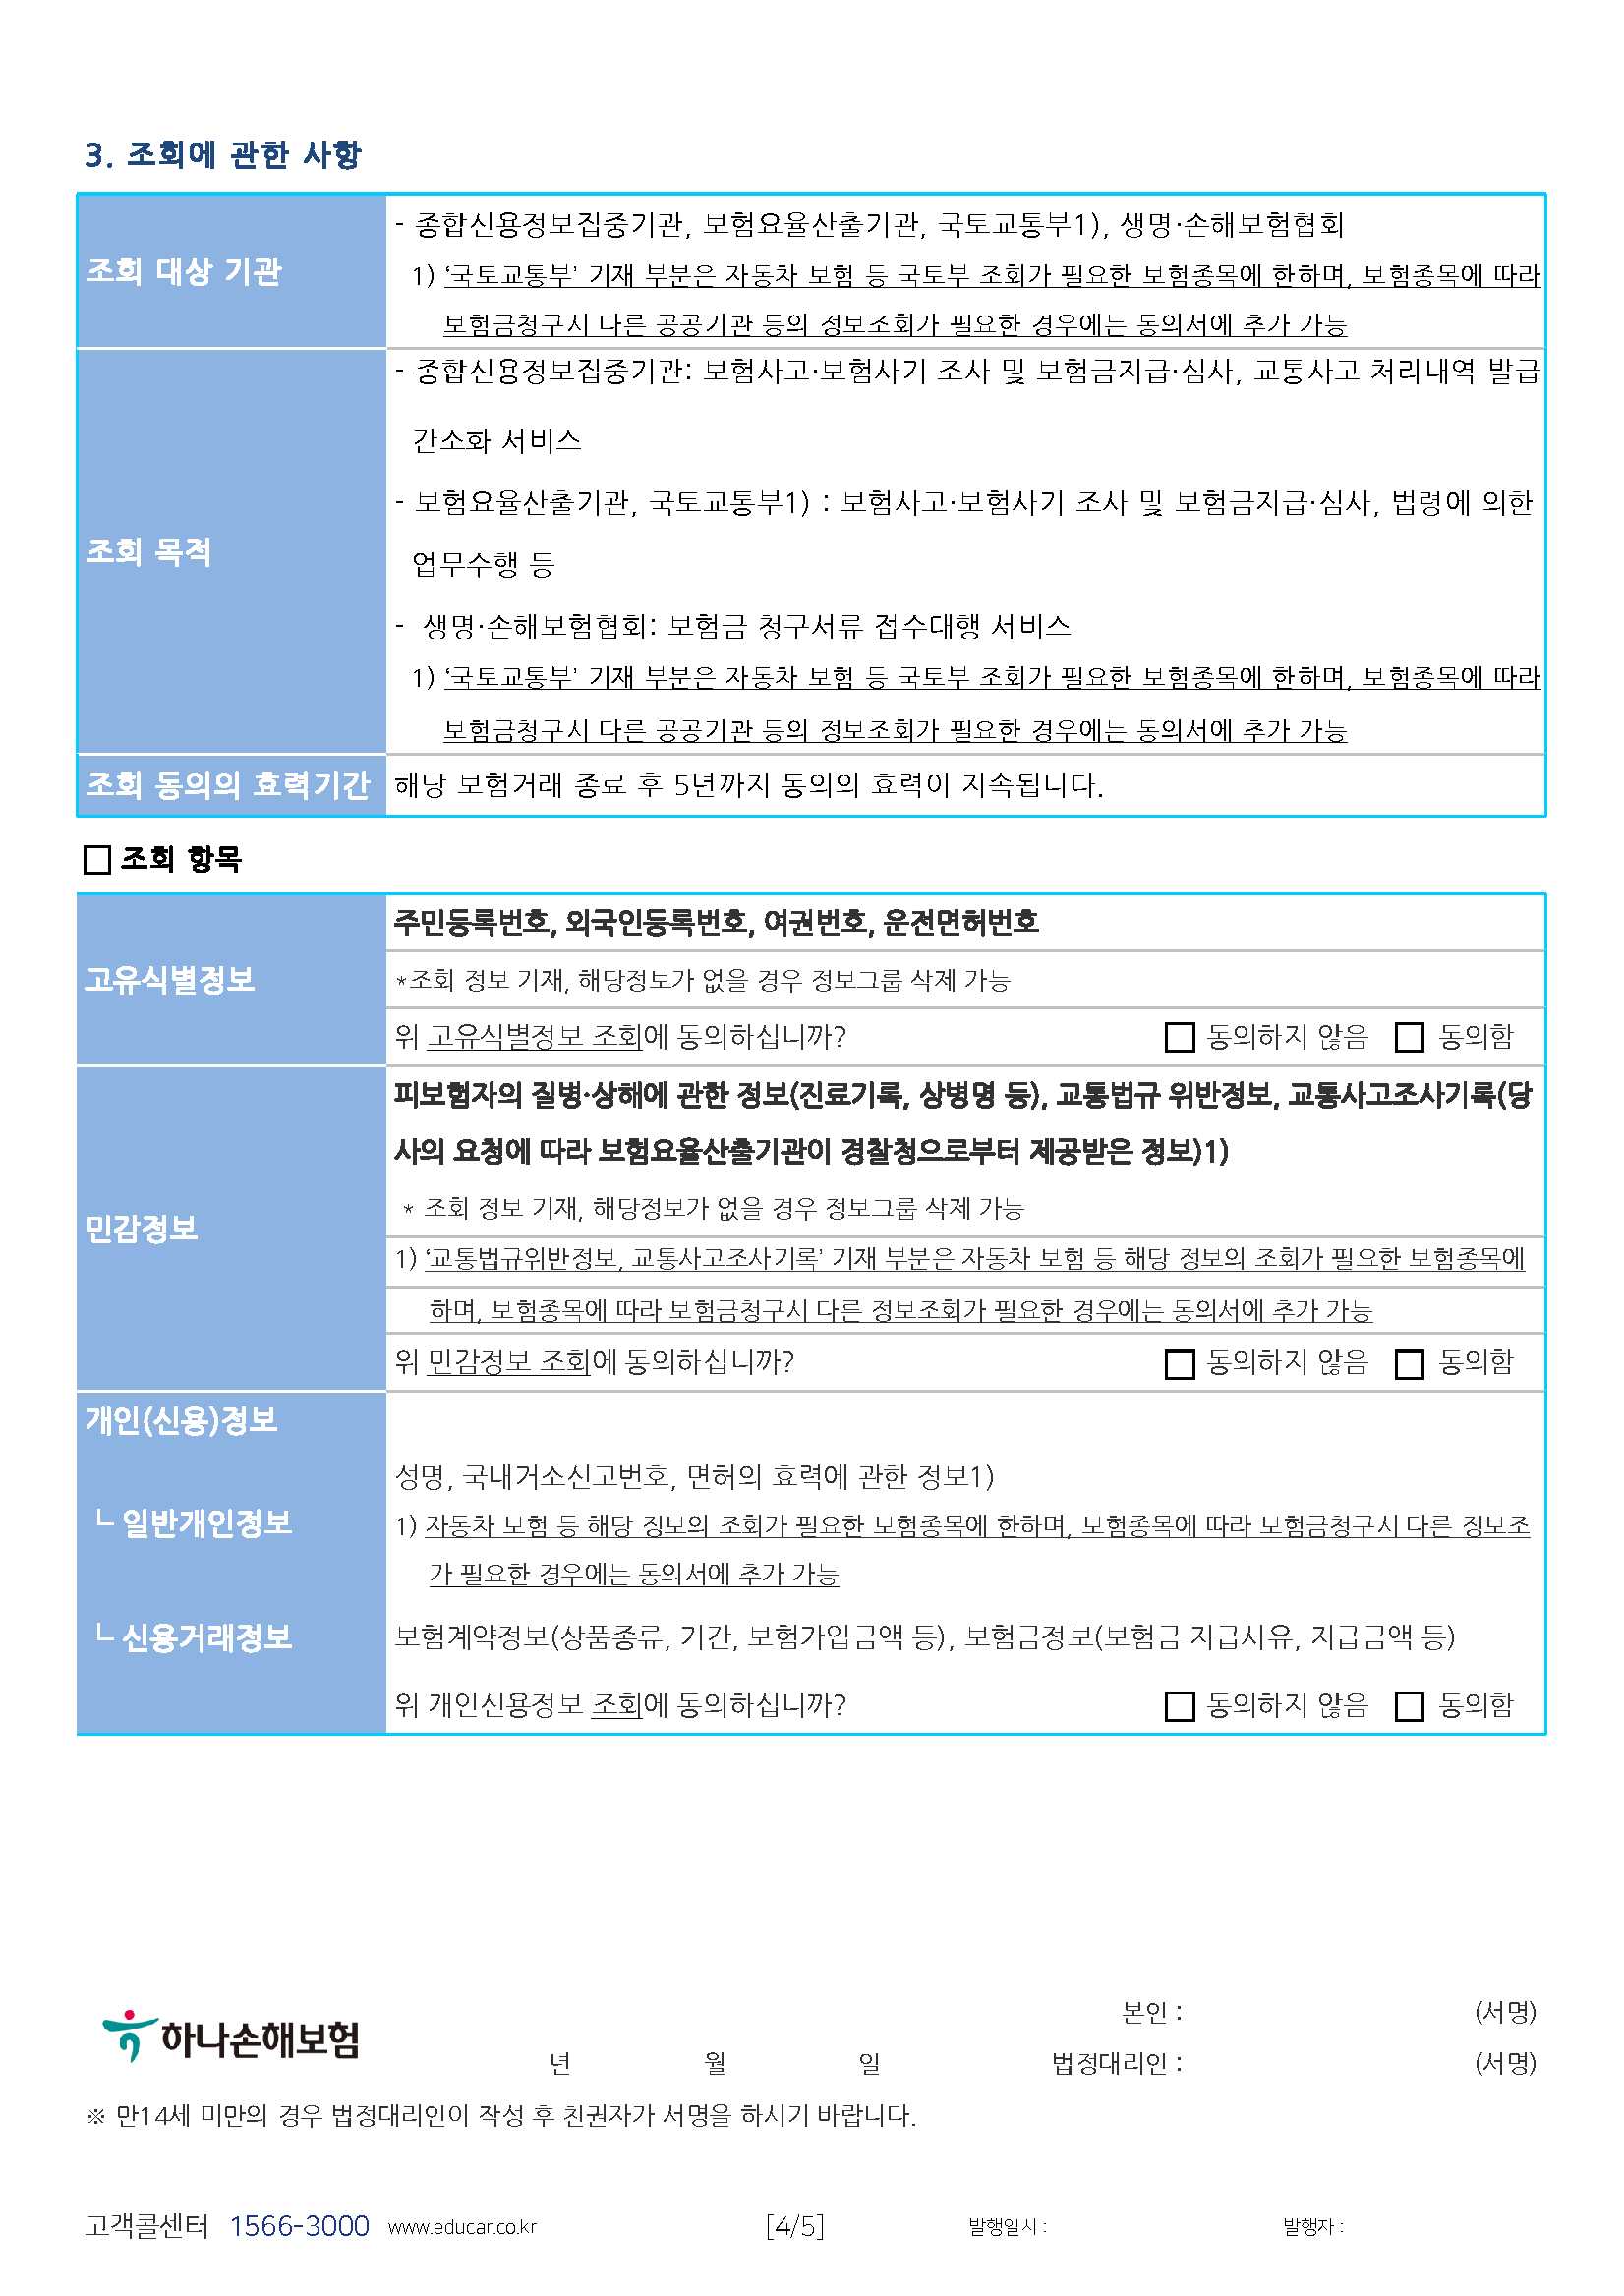 3. 조회에 관한 사항
조회 대상 기관
- 종합신용정보집중기관, 보험요율산출기관, 국토교통부1), 생명·손해보험협회
1) ‘국토교통부’ 기재 부분은 자동차 보험 등 국토부 조회가 필요한 보험종목에 한하며, 보험종목에 따라
보험금청구시 다른 공공기관 등의 정보조회가 필요한 경우에는 동의서에 추가 가능
조회 목적
- 종합신용정보집중기관: 보험사고·보험사기 조사 및 보험금지급·심사, 교통사고 처리내역 발급
간소화 서비스
- 보험요율산출기관, 국토교통부1) : 보험사고·보험사기 조사 및 보험금지급·심사, 법령에 의한
업무수행 등
- 생명·손해보험협회: 보험금 청구서류 접수대행 서비스
1) ‘국토교통부’ 기재 부분은 자동차 보험 등 국토부 조회가 필요한 보험종목에 한하며, 보험종목에 따라
보험금청구시 다른 공공기관 등의 정보조회가 필요한 경우에는 동의서에 추가 가능
조회 동의의 효력기간 해당 보험거래 종료 후 5년까지 동의의 효력이 지속됩니다.
□ 조회 항목
고유식별정보
주민등록번호, 외국인등록번호, 여권번호, 운전면허번호
*조회 정보 기재, 해당정보가 없을 경우 정보그룹 삭제 가능
위 고유식별정보 조회에 동의하십니까? □ 동의하지 않음 □ 동의함
민감정보
피보험자의 질병·상해에 관한 정보(진료기록, 상병명 등), 교통법규 위반정보, 교통사고조사기록(당
사의 요청에 따라 보험요율산출기관이 경찰청으로부터 제공받은 정보)1)
* 조회 정보 기재, 해당정보가 없을 경우 정보그룹 삭제 가능
1) ‘교통법규위반정보, 교통사고조사기록’ 기재 부분은 자동차 보험 등 해당 정보의 조회가 필요한 보험종목에
하며, 보험종목에 따라 보험금청구시 다른 정보조회가 필요한 경우에는 동의서에 추가 가능
위 민감정보 조회에 동의하십니까? □ 동의하지 않음 □ 동의함
개인(신용)정보
성명, 국내거소신고번호, 면허의 효력에 관한 정보1)
└ 일반개인정보
1) 자동차 보험 등 해당 정보의 조회가 필요한 보험종목에 한하며, 보험종목에 따라 보험금청구시 다른 정보조
가 필요한 경우에는 동의서에 추가 가능
└ 신용거래정보 보험계약정보(상품종류, 기간, 보험가입금액 등), 보험금정보(보험금 지급사유, 지급금액 등)
위 개인신용정보 조회에 동의하십니까? □ 동의하지 않음 □ 동의함
본인 : (서명)
하나손해보험
년 월 일 법정대리인 : (서명)
※ 만14세 미만의 경우 법정대리인이 작성 후 친권자가 서명을 하시기 바랍니다.
고객콜센터 1566-3000 www.educar.co.kr [4/5] 발행일시 : 발행자 :